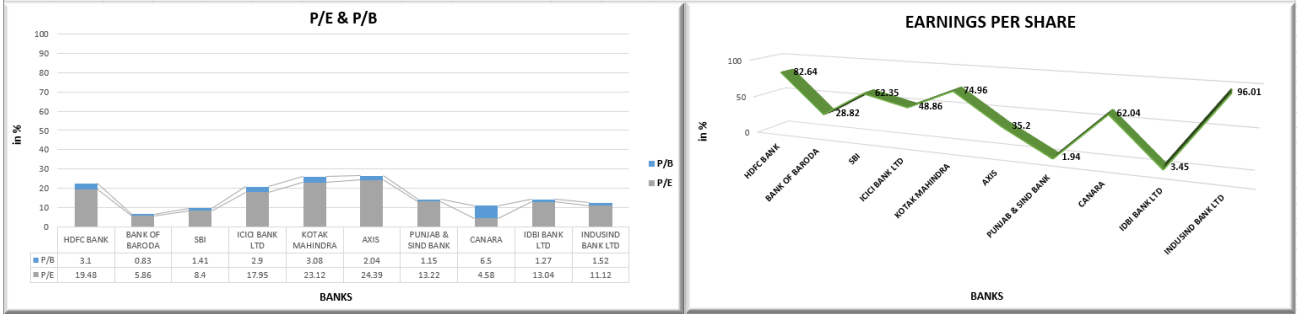 P/E & P/B
100
90
80
70
60
50
40
30
20
10
0
in %
P/B
P/E
HDFC BANK BANK OF BARODA SBI ICICI BANK LTD KOTAK MAHINDRA AXIS PUNJAB & SIND BANK CANARA IDBI BANK LTD INDUSIND BANK LTD
P/B 3.1 0.83 1.41 2.9 3.08 2.04 1.15 6.5 1.27 1.52
P/E 19.48 5.86 8.4 17.95 23.12 24.39 13.22 4.58 13.04 11.12
BANKS
EARNINGS PER SHARE
100
50
0
in %
82.64
28.82
62.35
48.86
74.96
35.2
1.94
62.04
3.45
96.01
HDFC BANK
BANK OF BARODA
SBI
ICICI BANK LTD
KOTAK MAHINDRA
AXIS
PUNJAB & SIND BANK
CANARA
IDBI BANK LTD
INDUSIND BANK LTD
BANKS